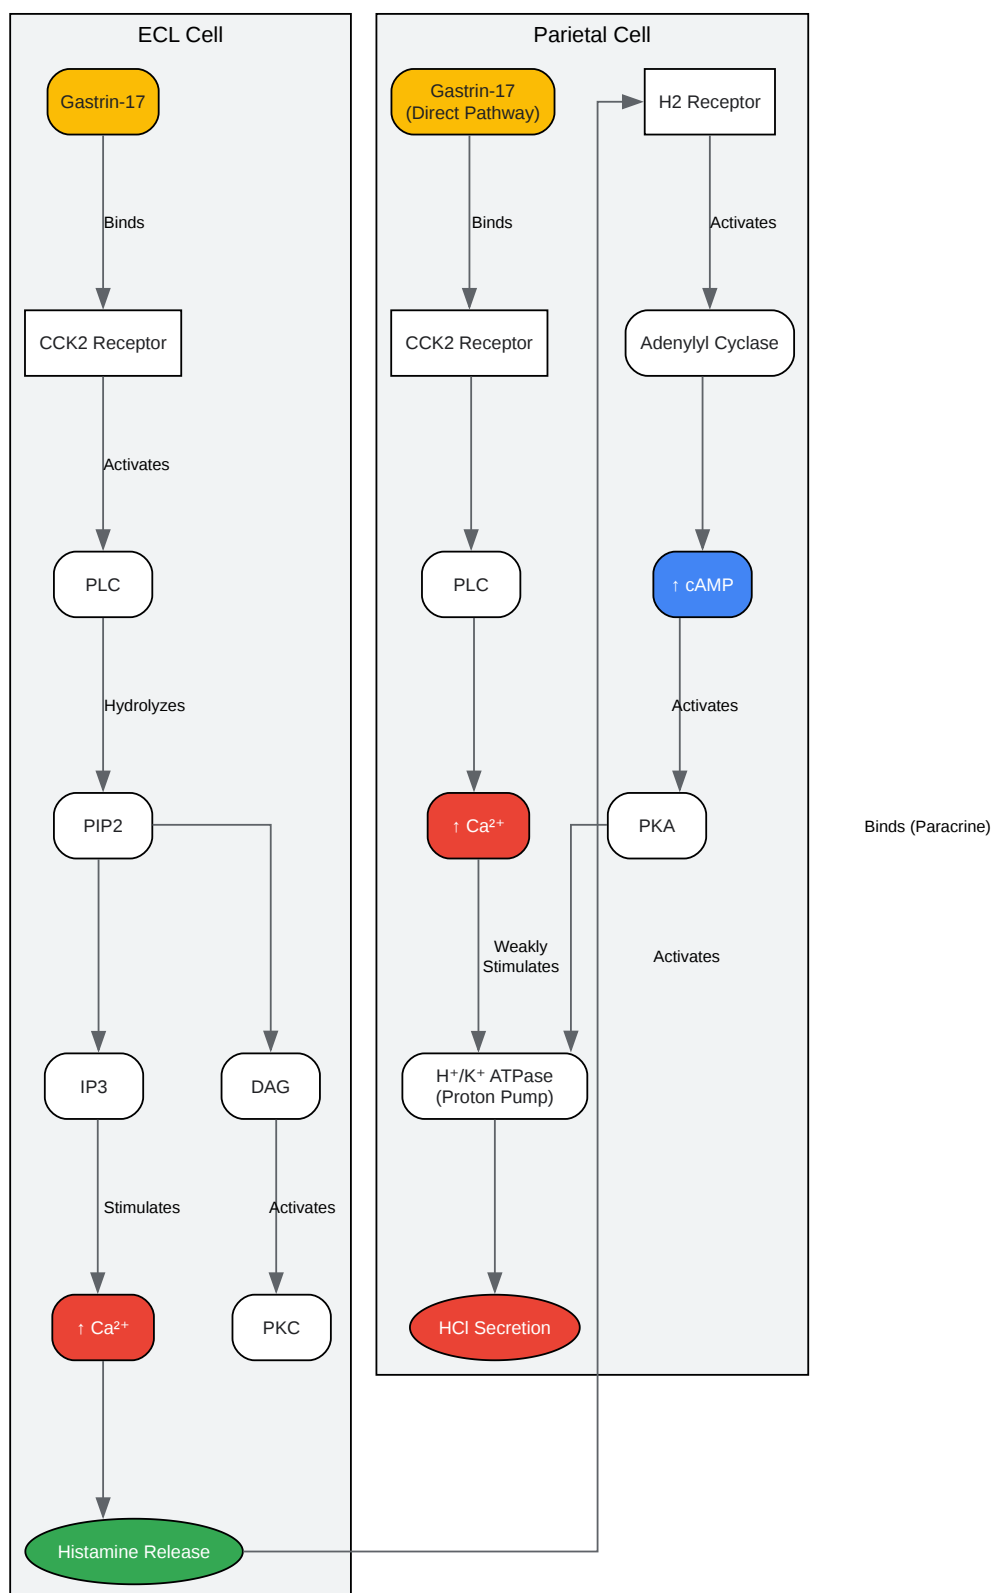 ECL Cell
Gastrin-17
Binds
CCK2 Receptor
Activates
PLC
Hydrolyzes
PIP2
IP3
DAG
Stimulates
Activates
↑ Ca²⁺
PKC
Histamine Release
Parietal Cell
Gastrin-17
(Direct Pathway)
Binds
CCK2 Receptor
PLC
↑ Ca²⁺
Weakly
Stimulates
H⁺/K⁺ ATPase
(Proton Pump)
HCl Secretion
H2 Receptor
Activates
Adenylyl Cyclase
↑ cAMP
Activates
PKA
Activates
Binds (Paracrine)